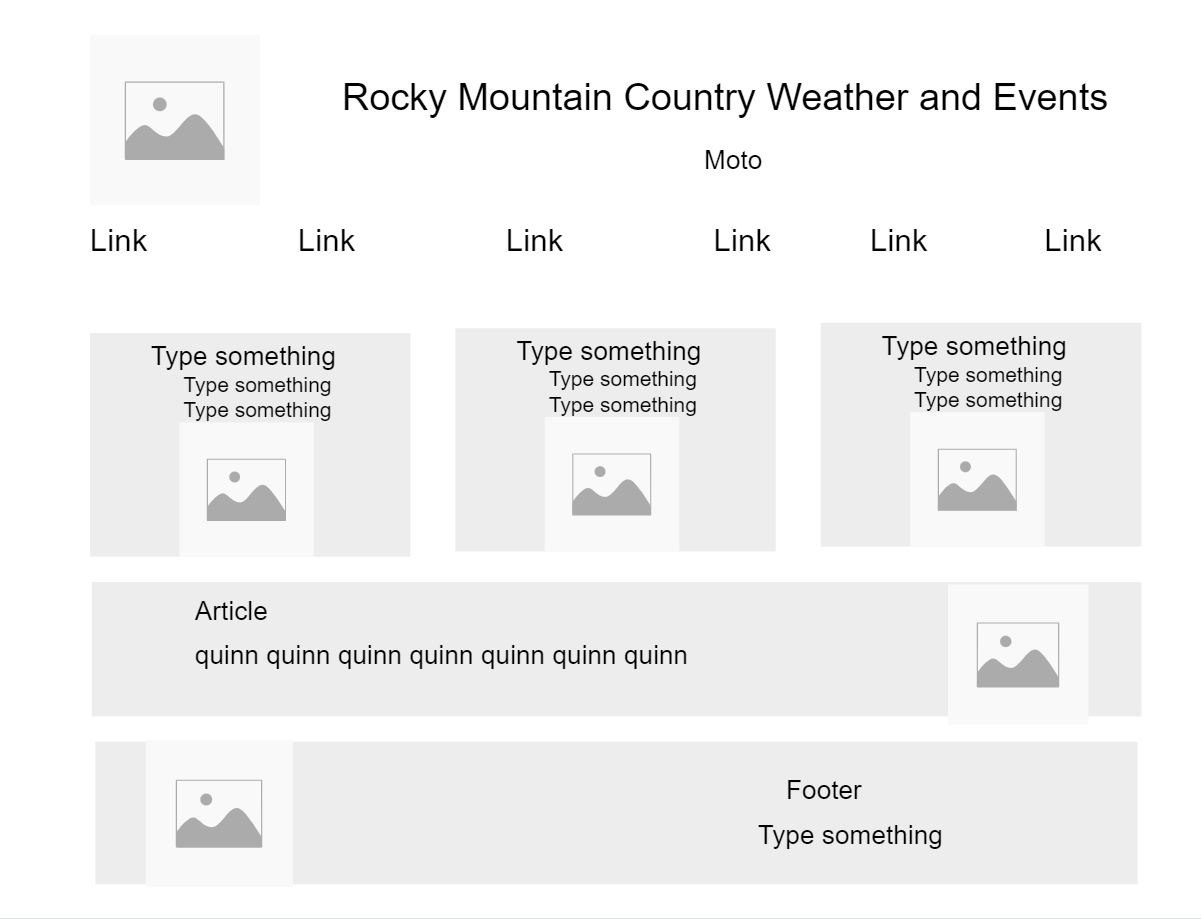 Rocky Mountain Country Weather and Events
Moto
Link Link Link Link Link Link
Type something
Type something
Type something
Type something
Type something
Type something
Type something
Type something
Type something
Article
quinn quinn quinn quinn quinn quinn quinn
Footer
Type something